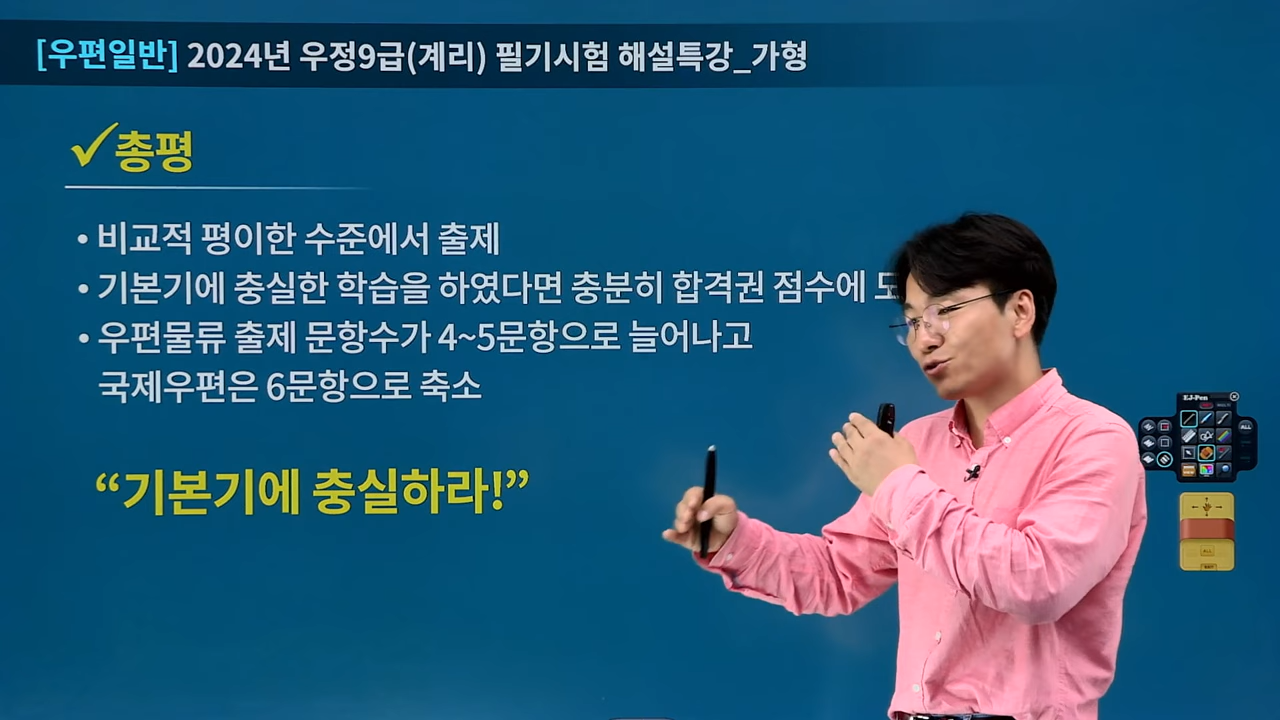 [우편일반] 2024년 우정9급(계리) 필기시험 해설특강_가형
✓총평
• 비교적 평이한 수준에서 출제
• 기본기에 충실한 학습을 하였다면 충분히 합격권 점수에
• 우편물류 출제 문항수가 4~5문항으로 늘어나고
국제우편은 6문항으로 축소
“기본기에 충실하라!”
EJ-Pen
ALL
ALL